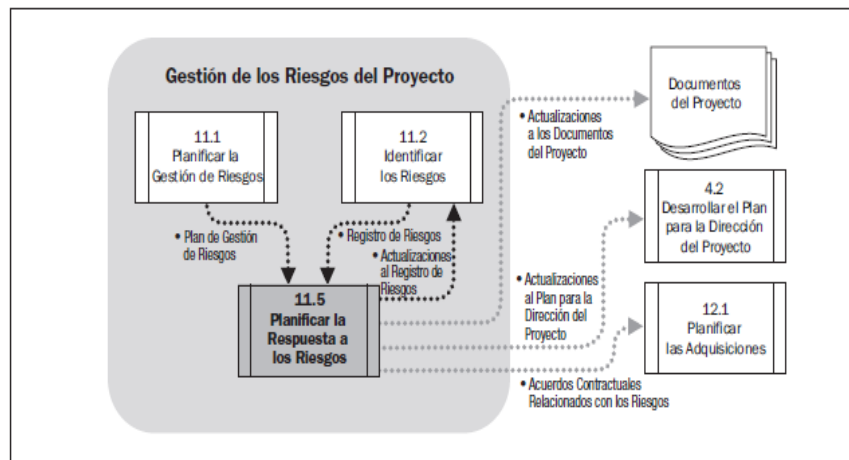 Gestión de los Riesgos del Proyecto
11.1
Planificar la
Gestión de Riesgos
11.2
Identificar
los Riesgos
• Plan de Gestión
de Riesgos
• Registro de Riesgos
• Actualizaciones
al Registro de
Riesgos
11.5
Planificar la
Respuesta a
los Riesgos
• Actualizaciones
a los Documentos
del Proyecto
• Actualizaciones
al Plan para la
Dirección del
Proyecto
• Acuerdos Contractuales
Relacionados con los Riesgos
Documentos
del Proyecto
4.2
Desarrollar el Plan
para la Dirección
del Proyecto
12.1
Planificar
las Adquisiciones